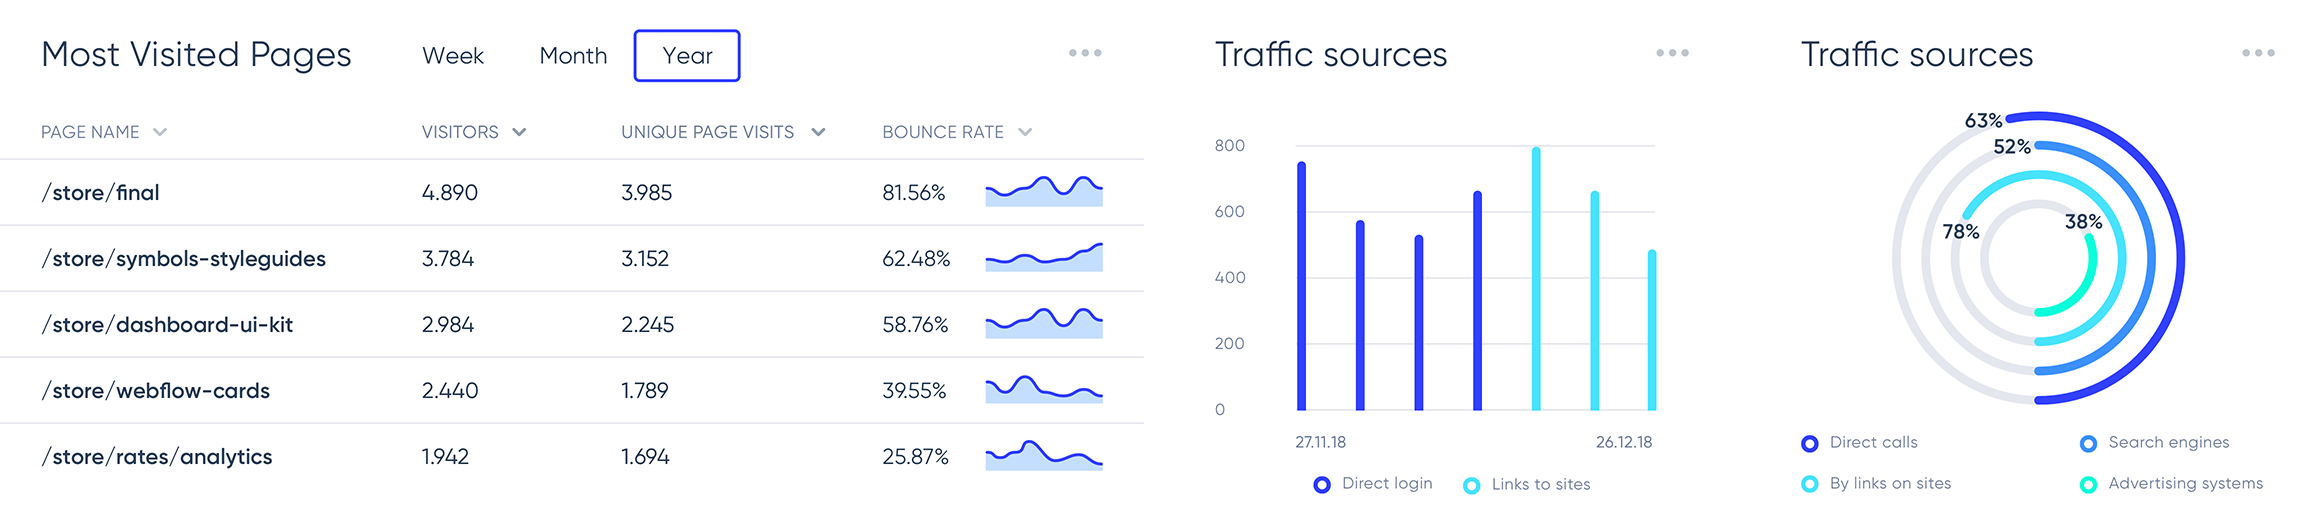 Most Visited Pages Week Month Year
PAGE NAME VISITORS UNIQUE PAGE VISITS BOUNCE RATE
/store/final 4.890 3.985 81.56%
/store/symbols-styleguides 3.784 3.152 62.48%
/store/dashboard-ui-kit 2.984 2.245 58.76%
/store/webflow-cards 2.440 1.789 39.55%
/store/rates/analytics 1.942 1.694 25.87%
Traffic sources
800
600
400
200
0
27.11.18 26.12.18
Direct login Links to sites
Traffic sources
63%
52%
38%
78%
Direct calls Search engines
By links on sites Advertising systems